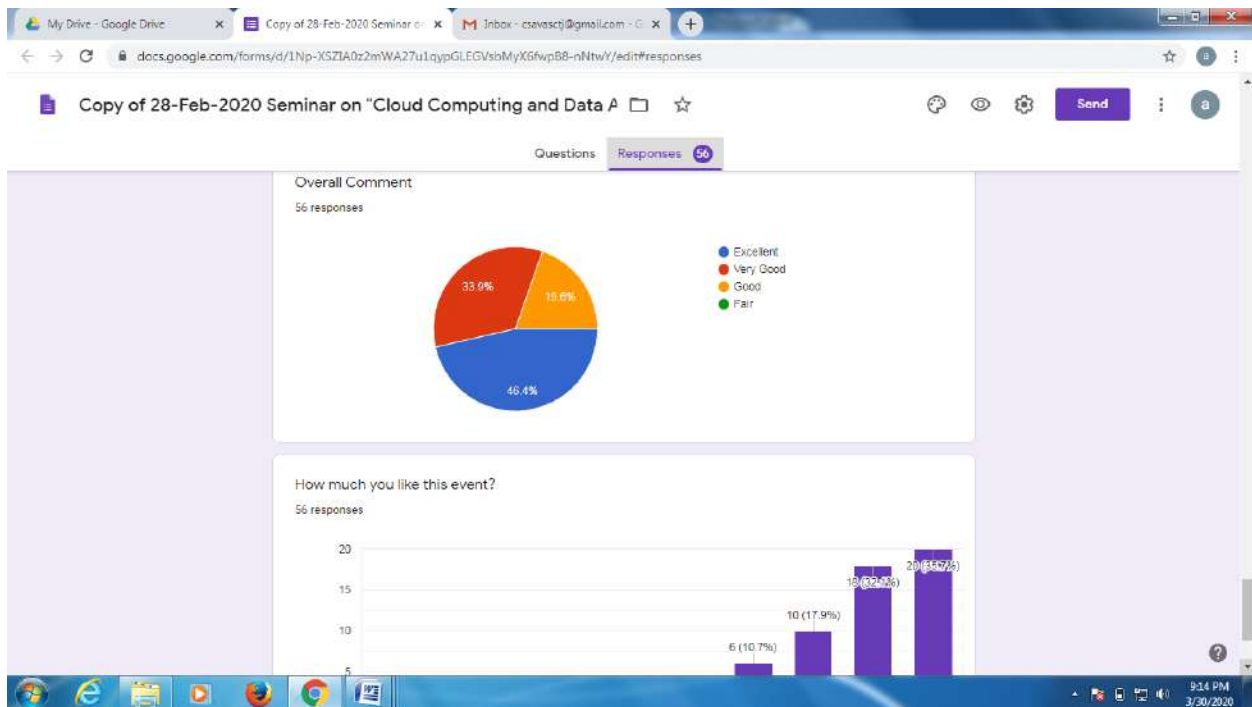 My Drive - Google Drive
Copy of 28-Feb-2020 Seminar o
Inbox - csavasctj@gmail.com - G
docs.google.com/forms/d/1Np-XSZIA0z2mWA27u1qypGLEGVsbMyX6fwpB8-nNtwY/edit#responses
Copy of 28-Feb-2020 Seminar on "Cloud Computing and Data A
Send
a
Questions Responses 56
Overall Comment
56 responses
33.9%
19.6%
46.4%
Excellent
Very Good
Good
Fair
How much you like this event?
56 responses
20
15
10
5
6 (10.7%)
10 (17.9%)
9:14 PM
3/30/2020